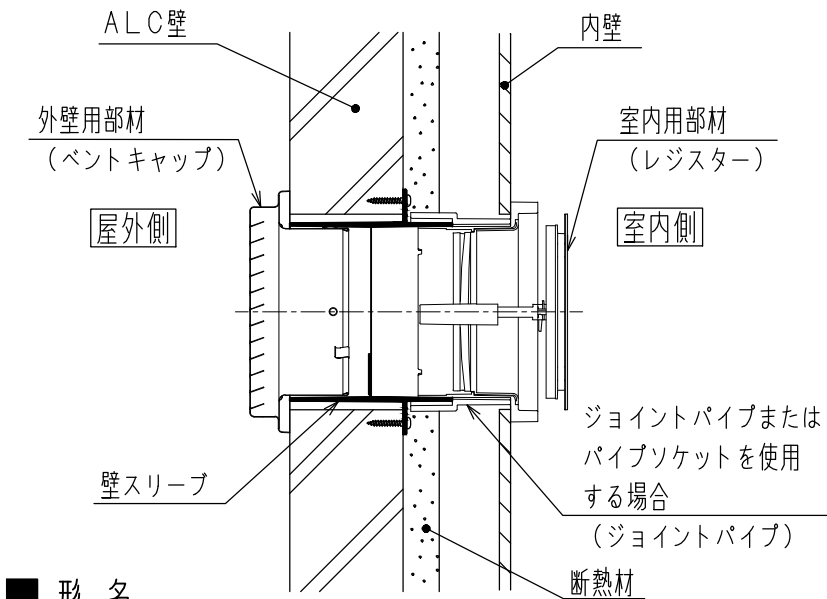 ALC壁
内壁
外壁用部材
(ベントキャップ)
室内用部材
(レジスター)
屋外側
室内側
ジョイントパイプまたは
パイプソケットを使用
する場合
(ジョイントパイプ)
壁スリーブ
断熱材
■ 形 名